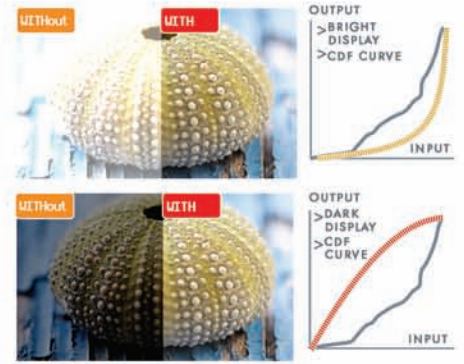 WITHout
WITH
OUTPUT
>BRIGHT
DISPLAY
>CDF CURVE
INPUT
WITHout
WITH
OUTPUT
>DARK
DISPLAY
>CDF
CURVE
INPUT